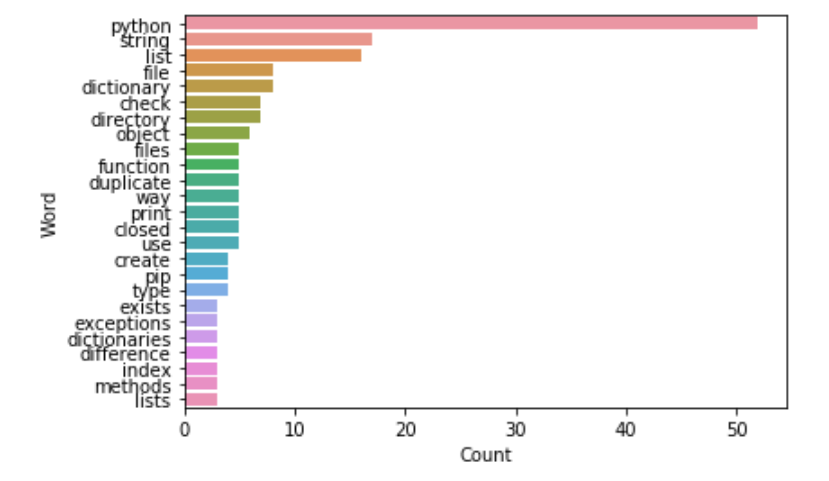 python
string
list
file
dictionary
check
directory
object
files
function
duplicate
way
print
closed
use
create
pip
type
exists
exceptions
dictionaries
difference
index
methods
lists
Word
0 10 20 30 40 50
Count